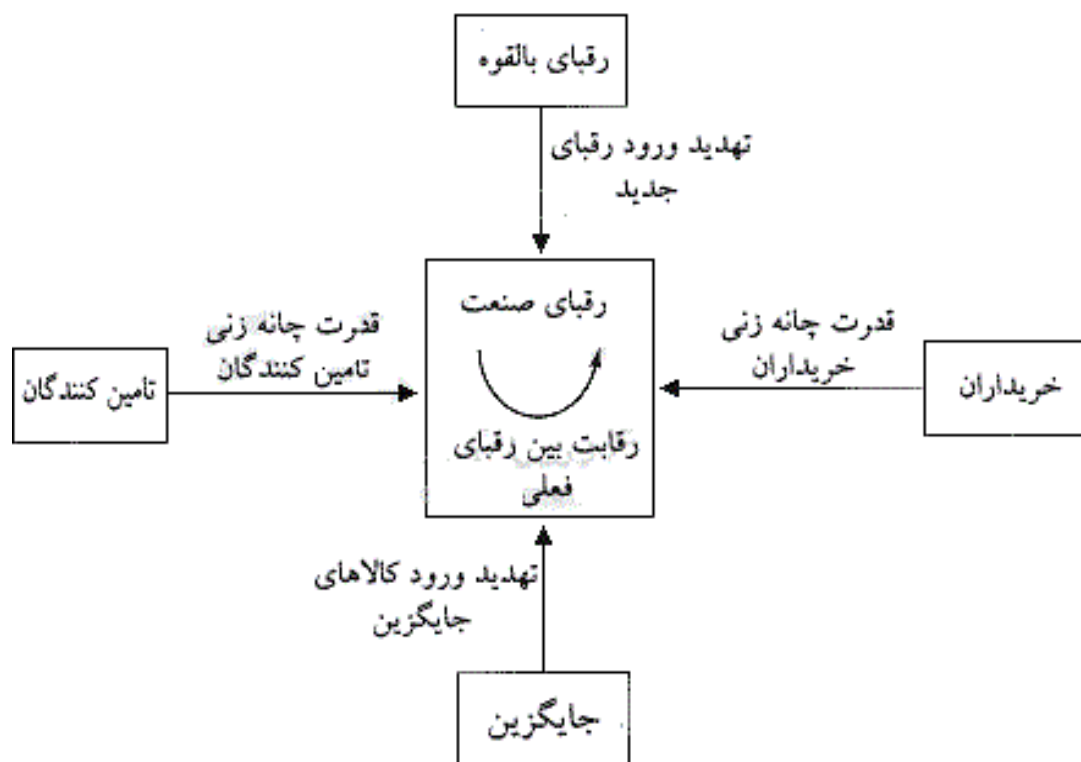 رقبای بالقوه
تهدید ورود رقبای
جدید
رقبای صنعت
قدرت چانه زنی
خریداران
خریداران
قدرت چانه زنی
تامین کنندگان
تامین کنندگان
رقابت بین رقبای
فعلی
تهدید ورود کالاهای
جایگزین
جایگزین